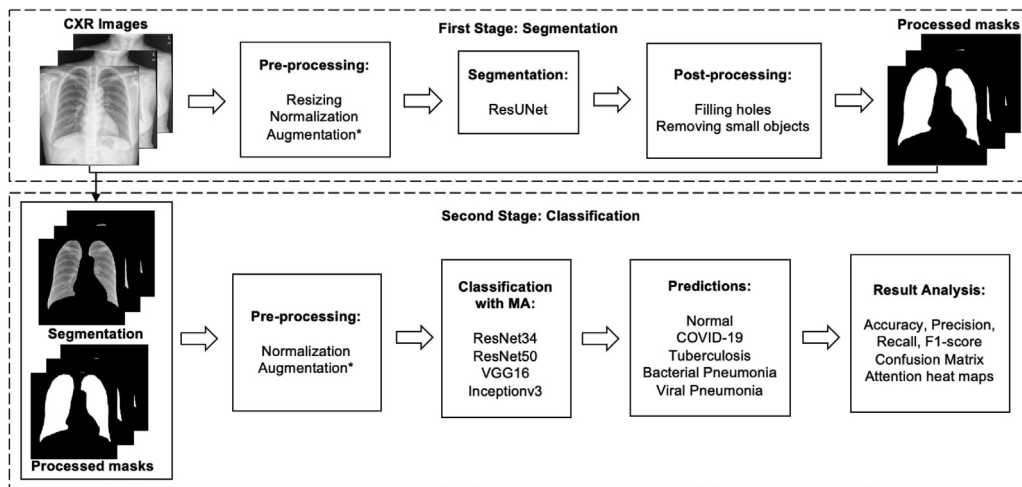 CXR Images
First Stage: Segmentation
Processed masks
Pre-processing:
Resizing
Normalization
Augmentation*
Segmentation:
ResUNet
Post-processing:
Filling holes
Removing small objects
Second Stage: Classification
Segmentation
Processed masks
Pre-processing:
Normalization
Augmentation*
Classification
with MA:
ResNet34
ResNet50
VGG16
Inceptionv3
Predictions:
Normal
COVID-19
Tuberculosis
Bacterial Pneumonia
Viral Pneumonia
Result Analysis:
Accuracy, Precision,
Recall, F1-score
Confusion Matrix
Attention heat maps